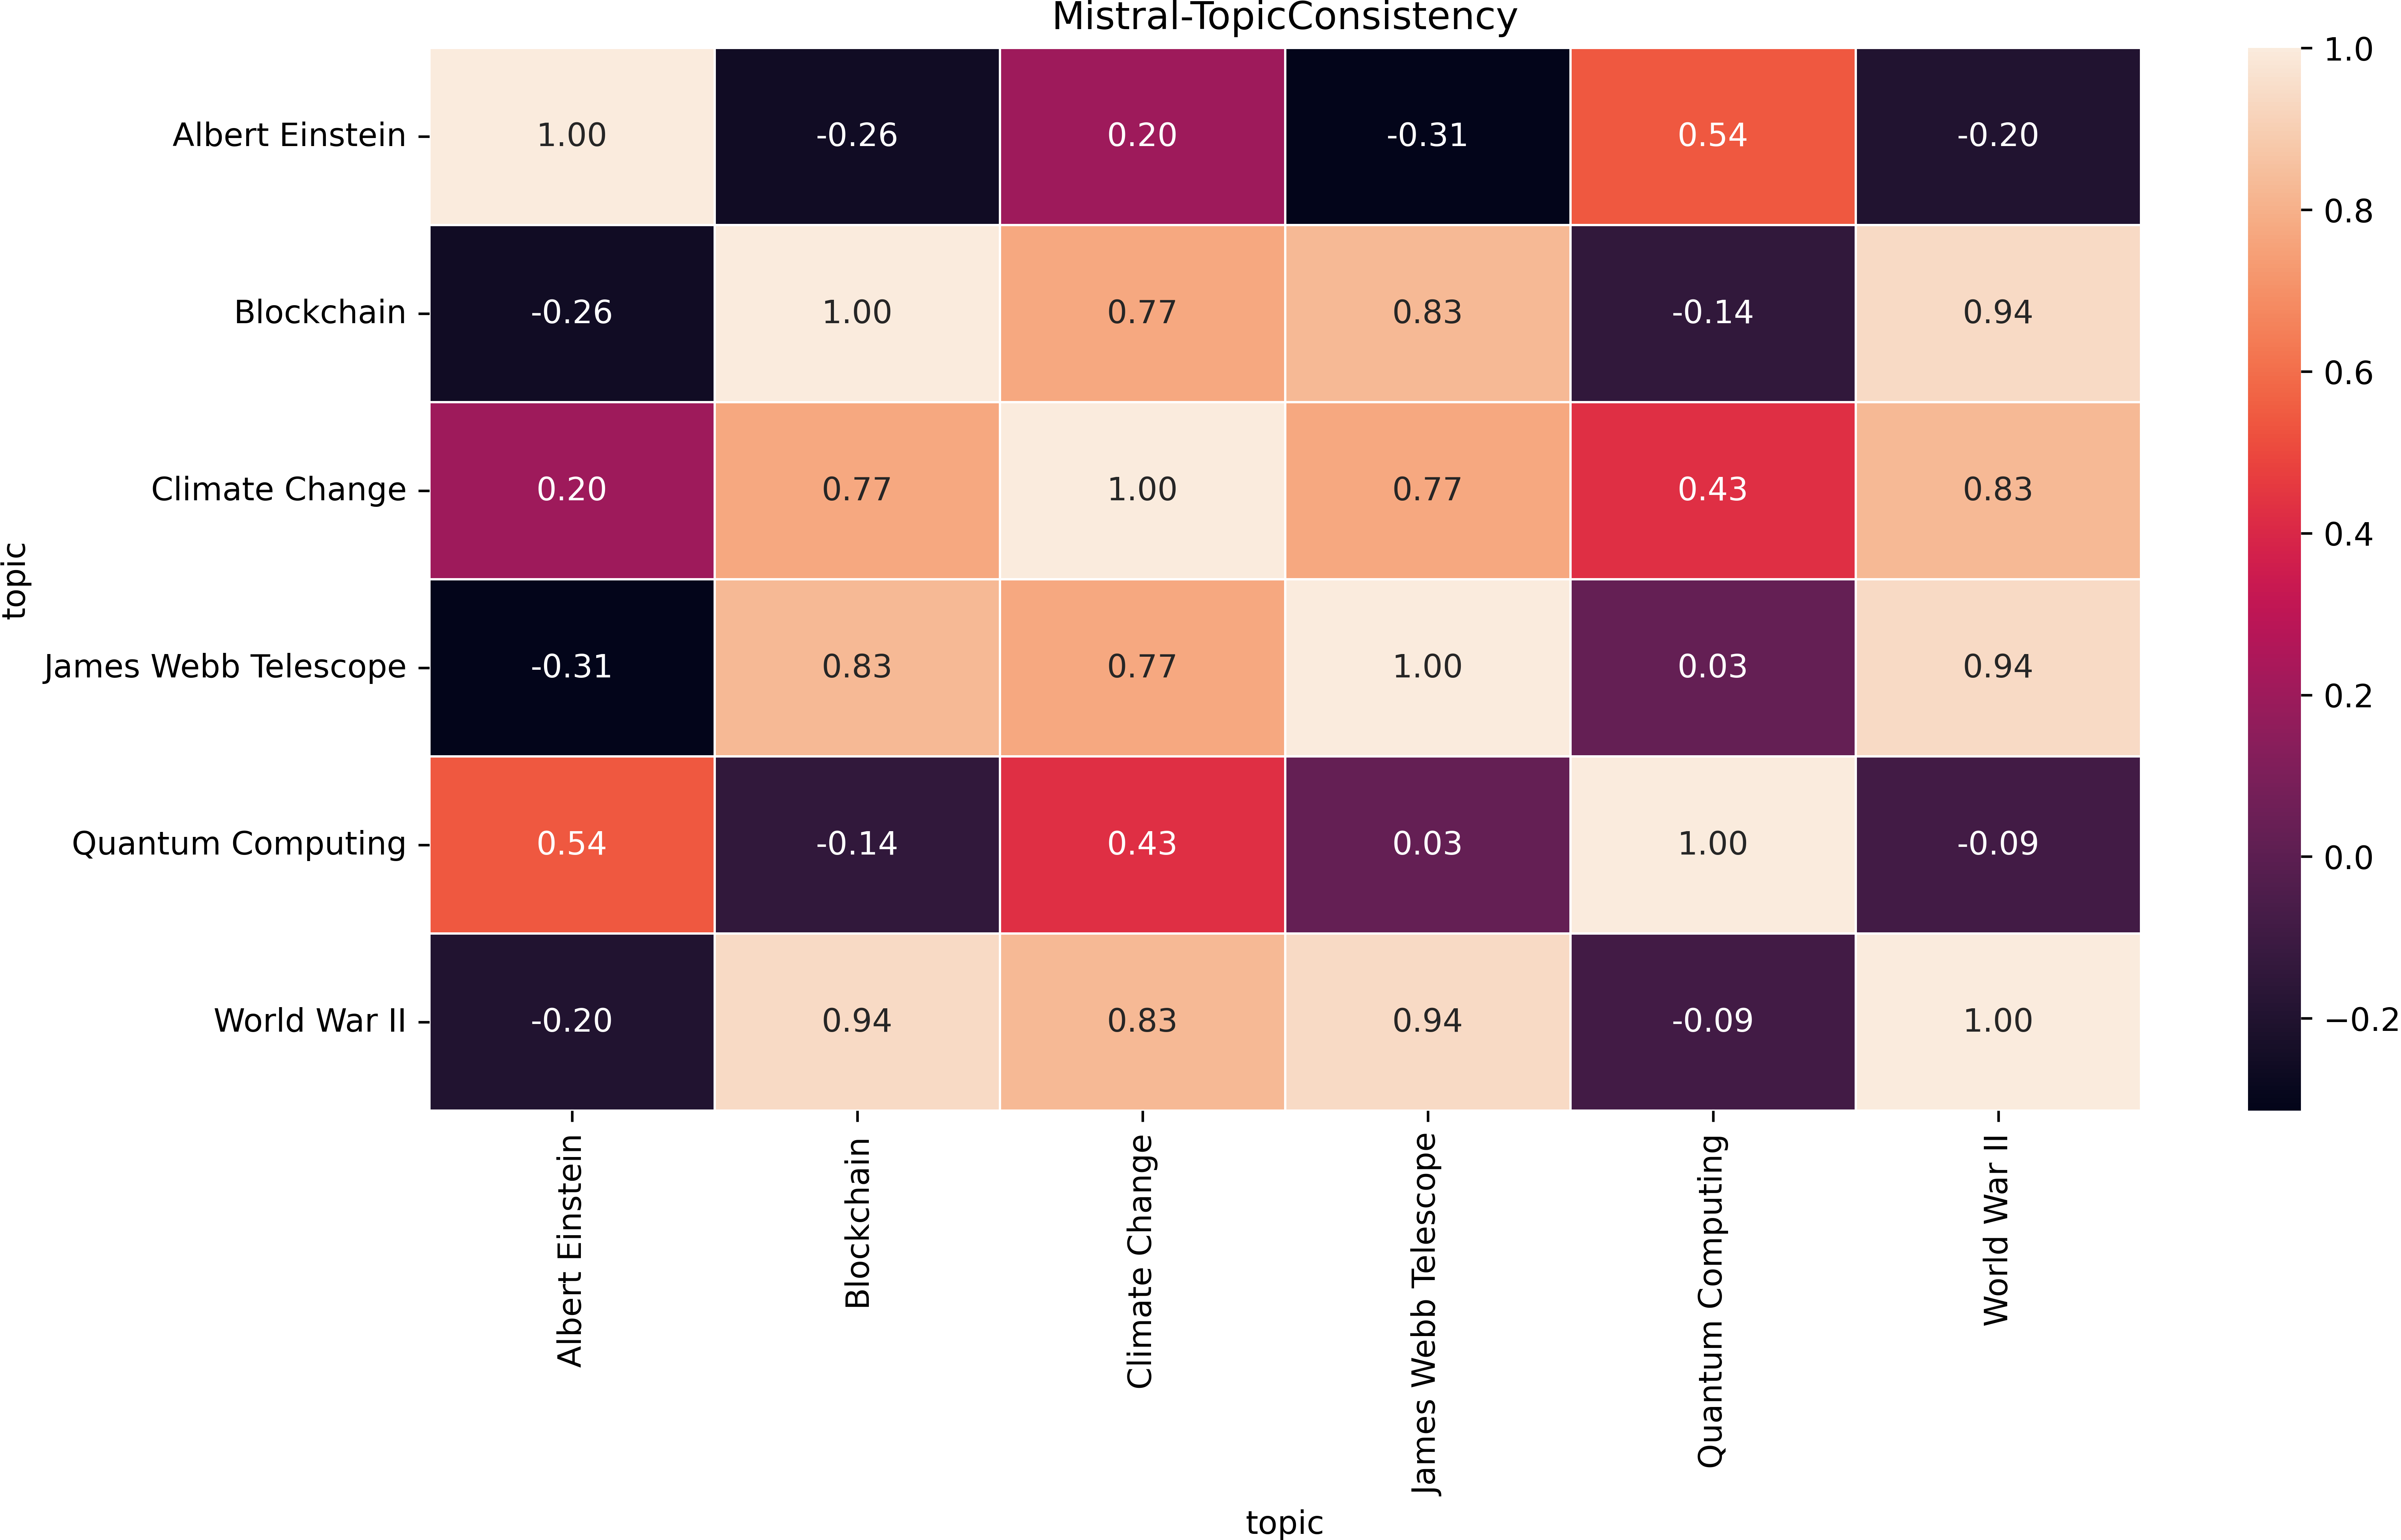 Mistral-TopicConsistency
Albert Einstein 1.00 -0.26 0.20 -0.31 0.54 -0.20
Blockchain -0.26 1.00 0.77 0.83 -0.14 0.94
Climate Change 0.20 0.77 1.00 0.77 0.43 0.83
James Webb Telescope -0.31 0.83 0.77 1.00 0.03 0.94
Quantum Computing 0.54 -0.14 0.43 0.03 1.00 -0.09
World War II -0.20 0.94 0.83 0.94 -0.09 1.00
topic
Albert Einstein
Blockchain
Climate Change
James Webb Telescope
Quantum Computing
World War II
topic
1.0
0.8
0.6
0.4
0.2
0.0
−0.2